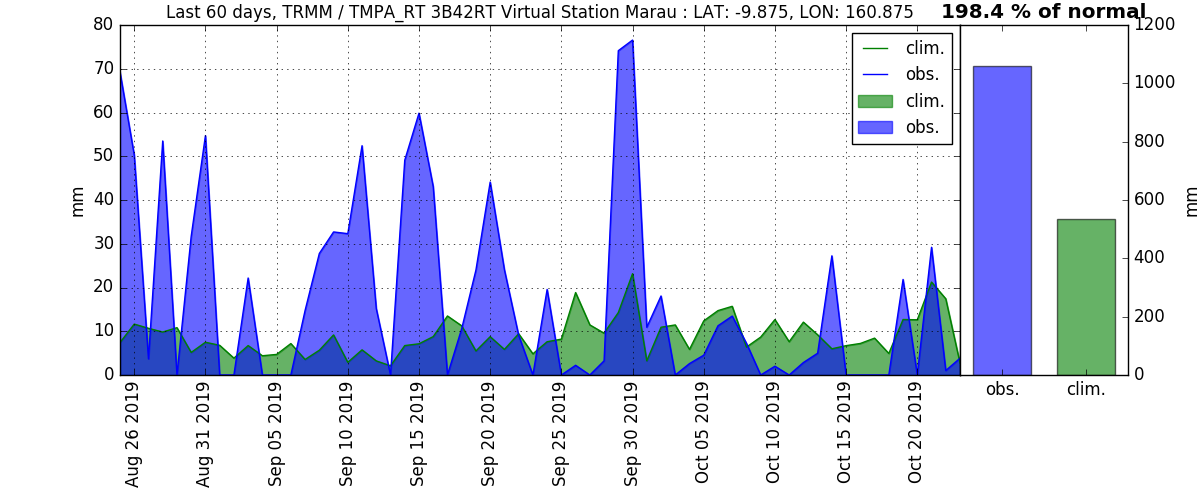 Last 60 days, TRMM / TMPA_RT 3B42RT Virtual Station Marau : LAT: -9.875, LON: 160.875
198.4 % of normal
80
70
60
50
40
30
20
10
0
mm
clim.
obs.
clim.
obs.
1200
1000
800
600
400
200
0
mm
Aug 26 2019
Aug 31 2019
Sep 05 2019
Sep 10 2019
Sep 15 2019
Sep 20 2019
Sep 25 2019
Sep 30 2019
Oct 05 2019
Oct 10 2019
Oct 15 2019
Oct 20 2019
obs.
clim.